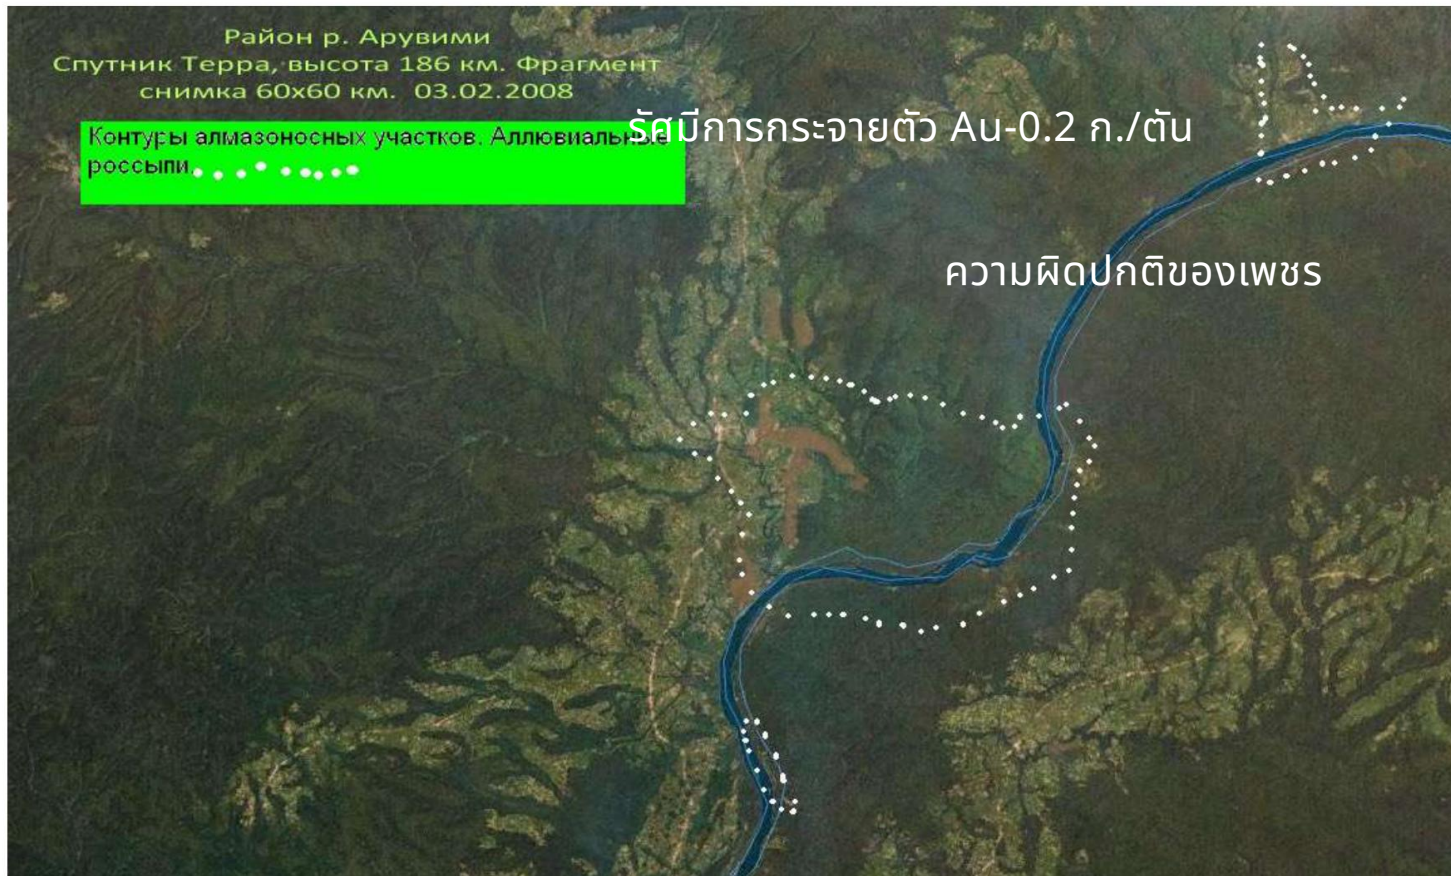 Район р. Арувими
Спутник Терра, высота 186 км. Фрагмент
снимка 60х60 км. 03.02.2008
รัศมีการกระจายตัว Au-0.2 ก./ตัน
Контуры алмазоносных участков. Аллювиальные
россыпи.
ความผิดปกติของเพชร